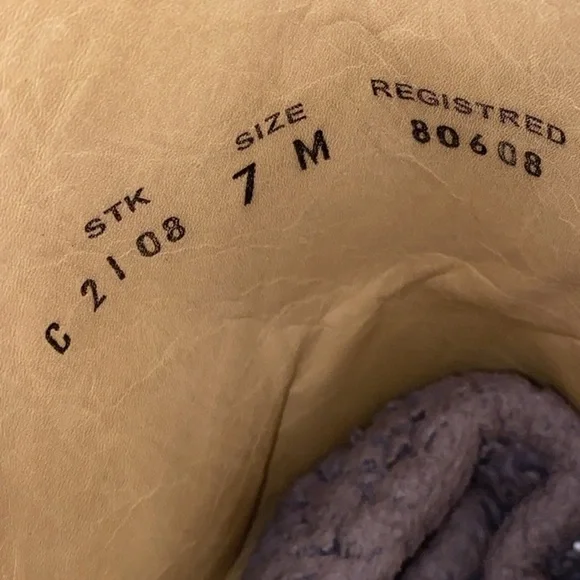 STK
C 2108
SIZE
7 M
REGISTRED
80608